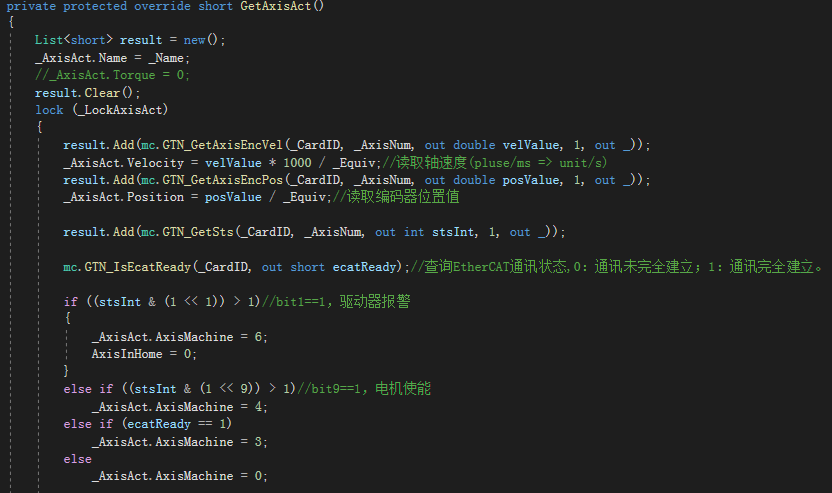 private protected override short GetAxisAct()
{
List<short> result = new();
_AxisAct.Name = _Name;
//_AxisAct.Torque = 0;
result.Clear();
lock (_LockAxisAct)
{
result.Add(mc.GTN_GetAxisEncVel(_CardID, _AxisNum, out double velValue, 1, out _));
_AxisAct.Velocity = velValue * 1000 / _Equiv;//读取轴速度(pluse/ms => unit/s)
result.Add(mc.GTN_GetAxisEncPos(_CardID, _AxisNum, out double posValue, 1, out _));
_AxisAct.Position = posValue / _Equiv;//读取编码器位置值
result.Add(mc.GTN_GetSts(_CardID, _AxisNum, out int stsInt, 1, out _));
mc.GTN_IsEcatReady(_CardID, out short ecatReady);//查询EtherCAT通讯状态,0：通讯未完全建立；1：通讯完全建立。
if ((stsInt & (1 << 1)) > 1)//bit1==1，驱动器报警
{
_AxisAct.AxisMachine = 6;
AxisInHome = 0;
}
else if ((stsInt & (1 << 9)) > 1)//bit9==1，电机使能
_AxisAct.AxisMachine = 4;
else if (ecatReady == 1)
_AxisAct.AxisMachine = 3;
else
_AxisAct.AxisMachine = 0;